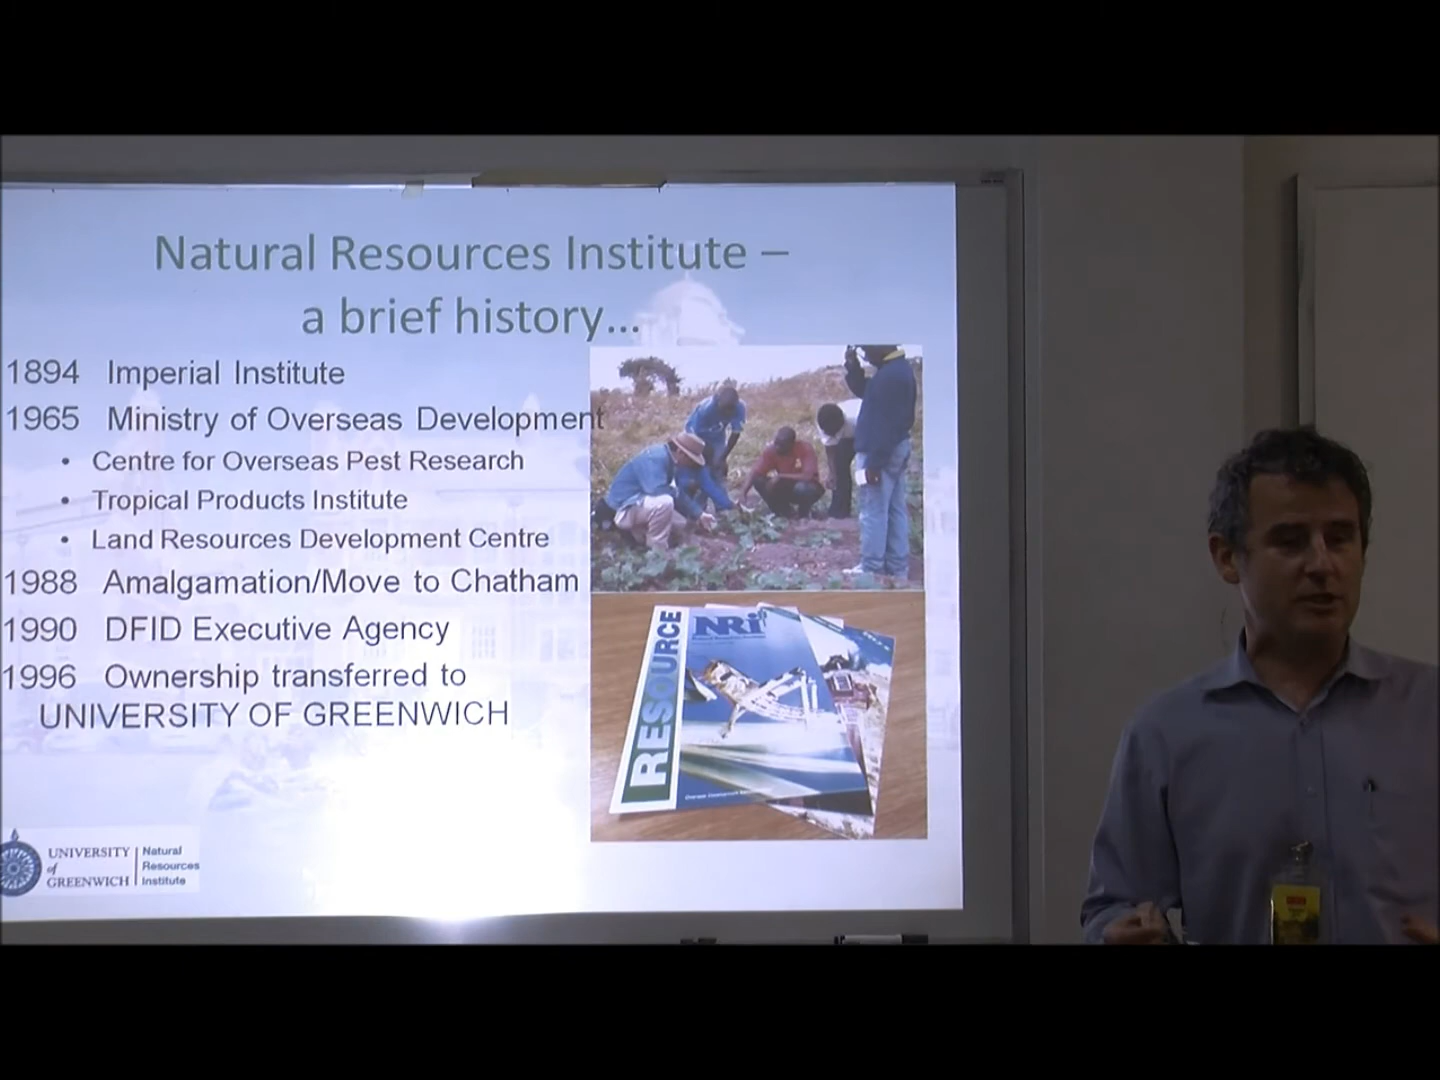 Natural Resources Institute –
a brief history...
1894 Imperial Institute
1965 Ministry of Overseas Development
• Centre for Overseas Pest Research
• Tropical Products Institute
• Land Resources Development Centre
1988 Amalgamation/Move to Chatham
1990 DFID Executive Agency
1996 Ownership transferred to
UNIVERSITY OF GREENWICH
RESOURCE
NRi
UNIVERSITY
of
GREENWICH
Natural
Resources
Institute